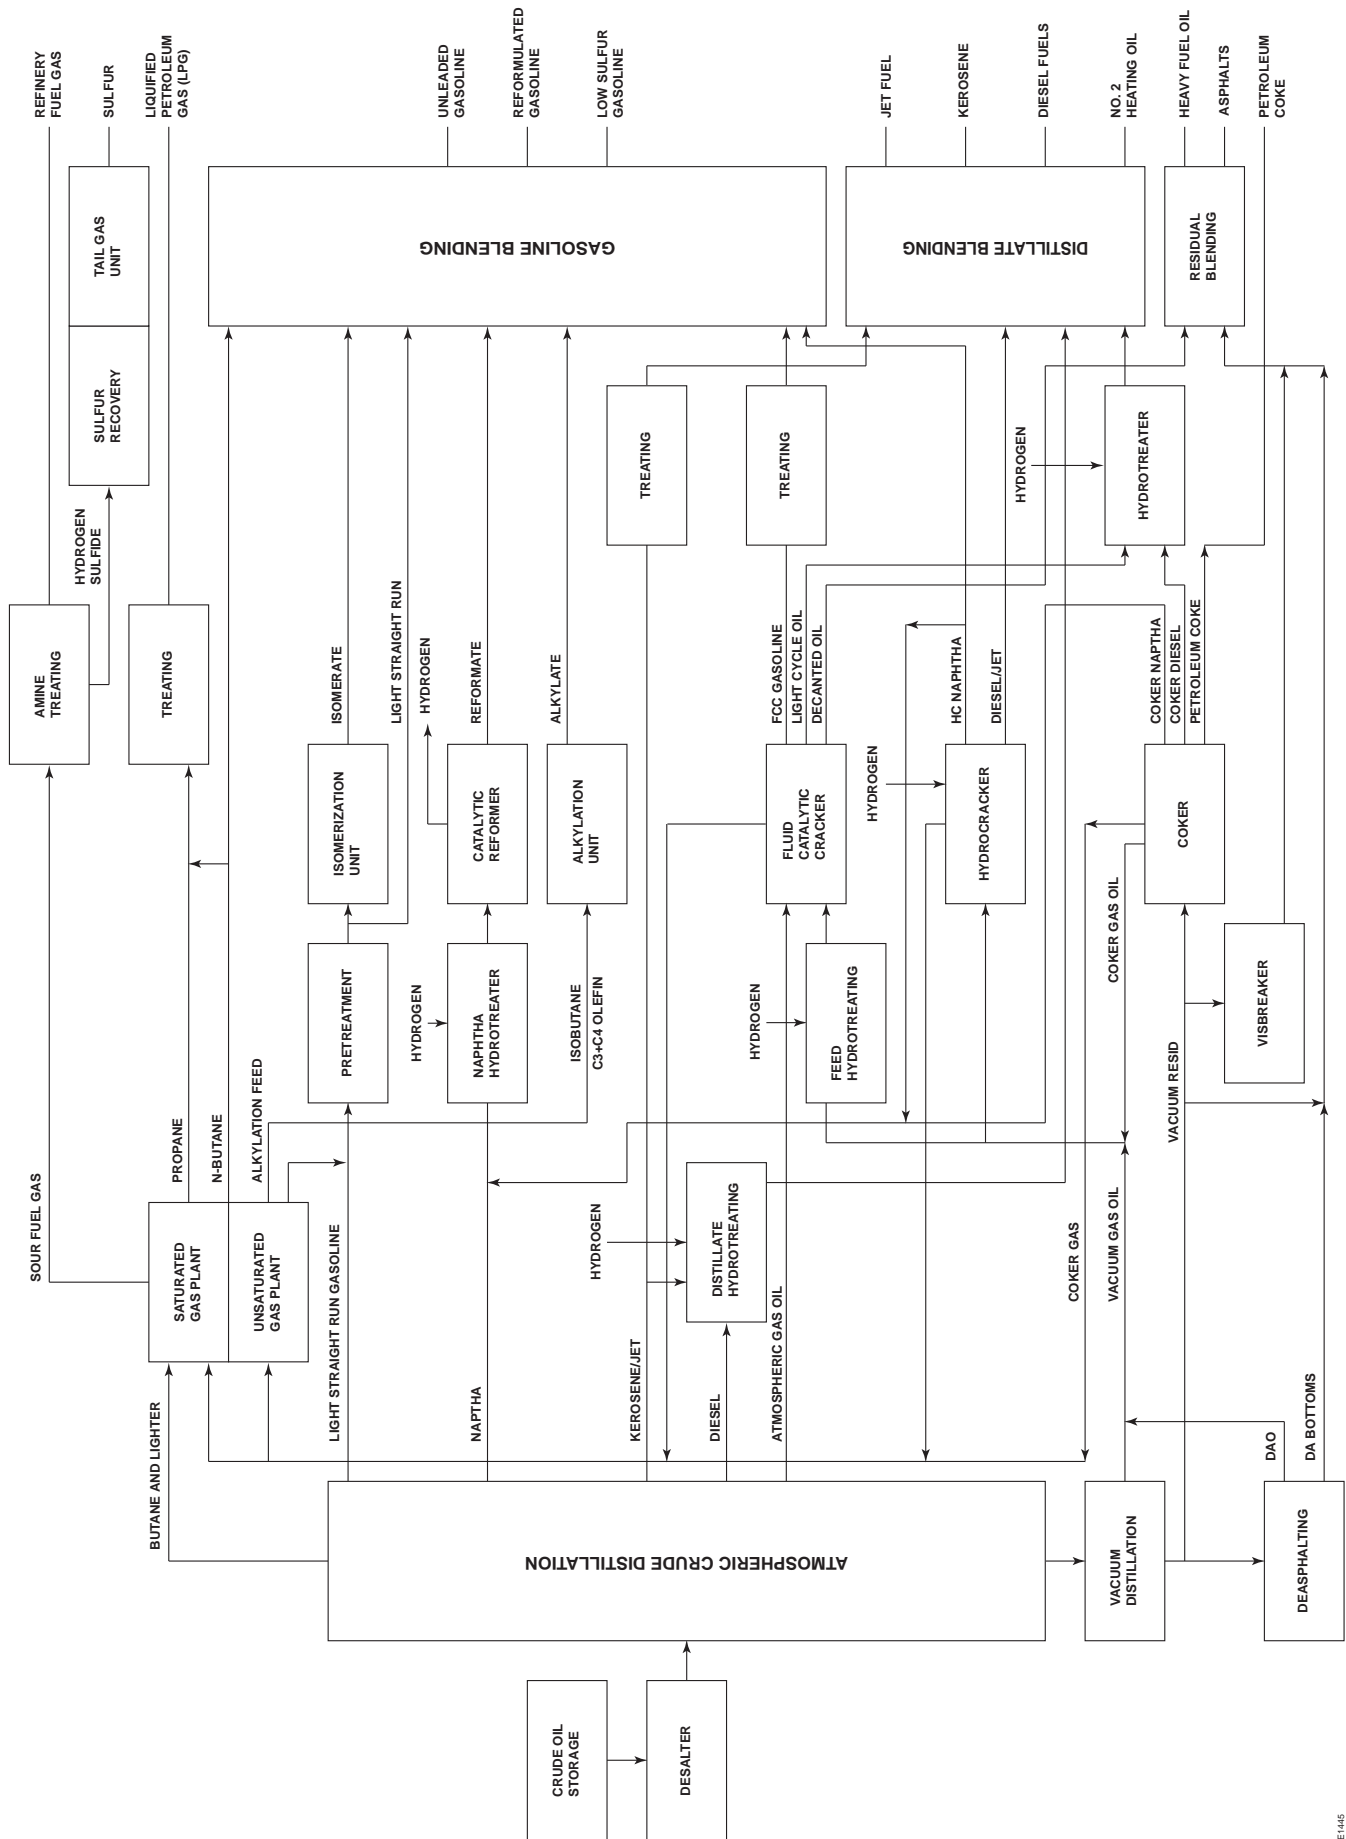 REFINERY
FUEL GAS
SULFUR
LIQUIFIED
PETROLEUM
GAS (LPG)
UNLEADED
GASOLINE
REFORMULATED
GASOLINE
LOW SULFUR
GASOLINE
JET FUEL
KEROSENE
DIESEL FUELS
NO. 2
HEATING OIL
HEAVY FUEL OIL
ASPHALTS
PETROLEUM
COKE
TAIL GAS
UNIT
GASOLINE BLENDING
DISTILLATE BLENDING
RESIDUAL
BLENDING
SULFUR
RECOVERY
TREATING
TREATING
HYDROGEN
HYDROTREATER
HYDROGEN
SULFIDE
AMINE
TREATING
TREATING
ISOMERATE
LIGHT STRAIGHT RUN
HYDROGEN
REFORMATE
ALKYLATE
FCC GASOLINE
LIGHT CYCLE OIL
DECANTED OIL
HC NAPHTHA
DIESEL/JET
COKER NAPTHA
COKER DIESEL
PETROLEUM COKE
ISOMERIZATION
UNIT
CATALYTIC
REFORMER
ALKYLATION
UNIT
FLUID
CATALYTIC
CRACKER
HYDROGEN
HYDROCRACKER
COKER
PRETREATMENT
HYDROGEN
NAPHTHA
HYDROTREATER
ISOBUTANE
C3+C4 OLEFIN
HYDROGEN
FEED
HYDROTREATING
COKER GAS OIL
VACUUM RESID
VISBREAKER
SOUR FUEL GAS
PROPANE
N-BUTANE
ALKYLATION FEED
SATURATED
GAS PLANT
UNSATURATED
GAS PLANT
LIGHT STRAIGHT RUN GASOLINE
NAPTHA
HYDROGEN
KEROSENE/JET
DISTILLATE
HYDROTREATING
DIESEL
ATMOSPHERIC GAS OIL
COKER GAS
VACUUM GAS OIL
BUTANE AND LIGHTER
DAO
DA BOTTOMS
ATMOSPHERIC CRUDE DISTILLATION
VACUUM
DISTILLATION
DEASPHALTING
CRUDE OIL
STORAGE
DESALTER
E1445